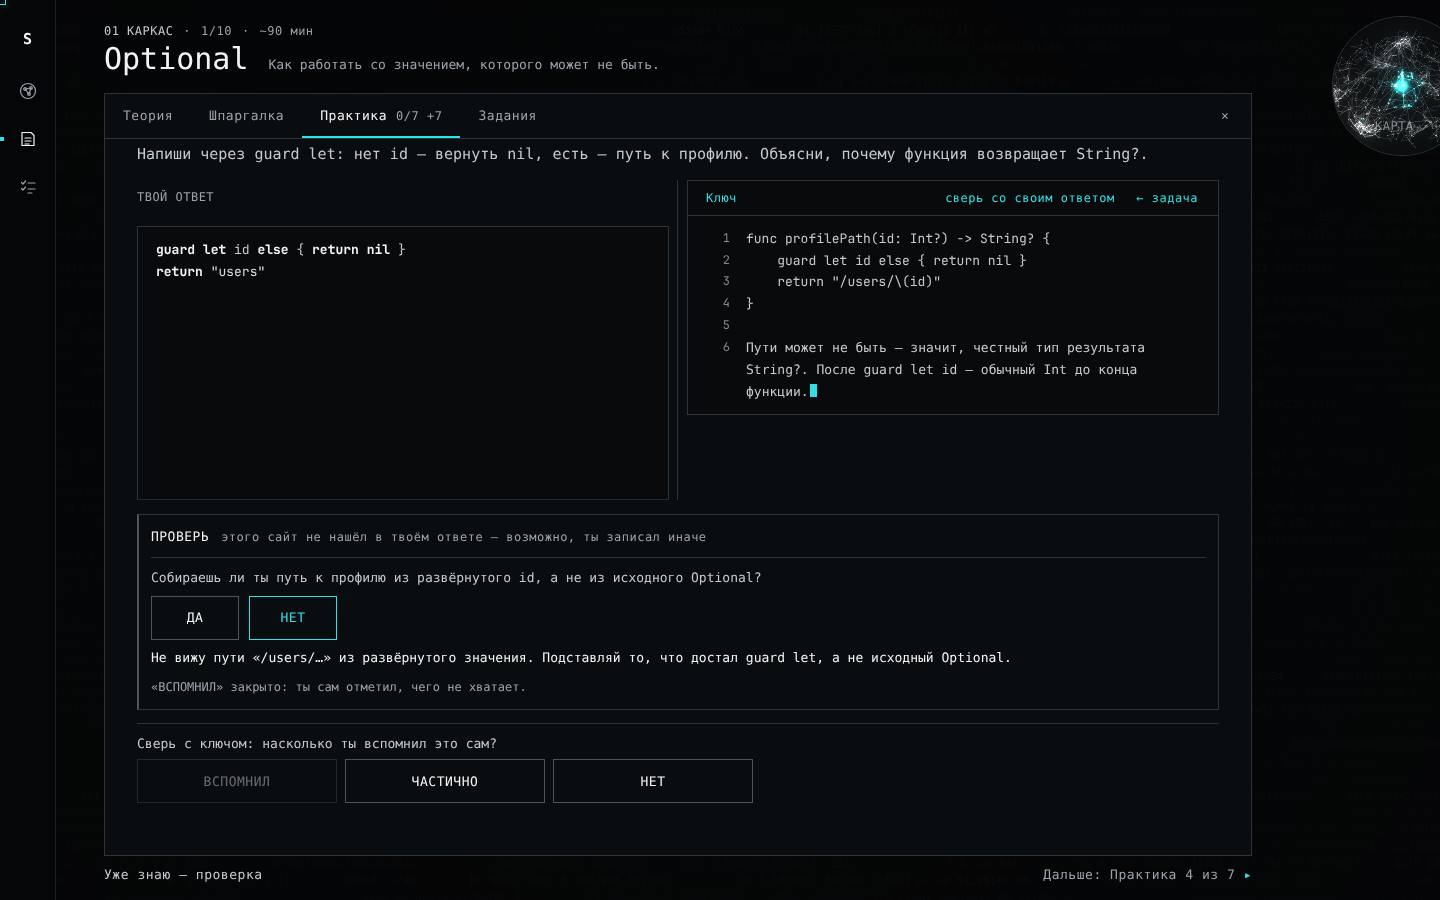 S
01 КАРКАС · 1/10 · ~90 мин
Optional Как работать со значением, которого может не быть.
КАРТА
Теория Шпаргалка Практика 0/7 +7 Задания ×
Напиши через guard let: нет id — вернуть nil, есть — путь к профилю. Объясни, почему функция возвращает String?.
ТВОЙ ОТВЕТ
guard let id else { return nil }
return "users"
Ключ сверь со своим ответом ← задача
1 func profilePath(id: Int?) -> String? {
2 guard let id else { return nil }
3 return "/users/\(id)"
4 }
5
6 Пути может не быть — значит, честный тип результата
String?. После guard let id — обычный Int до конца
функции.
ПРОВЕРЬ этого сайт не нашёл в твоём ответе — возможно, ты записал иначе
Собираешь ли ты путь к профилю из развёрнутого id, а не из исходного Optional?
ДА НЕТ
Не вижу пути «/users/…» из развёрнутого значения. Подставляй то, что достал guard let, а не исходный Optional.
«ВСПОМНИЛ» закрыто: ты сам отметил, чего не хватает.
Сверь с ключом: насколько ты вспомнил это сам?
ВСПОМНИЛ ЧАСТИЧНО НЕТ
Уже знаю — проверка Дальше: Практика 4 из 7 ▸